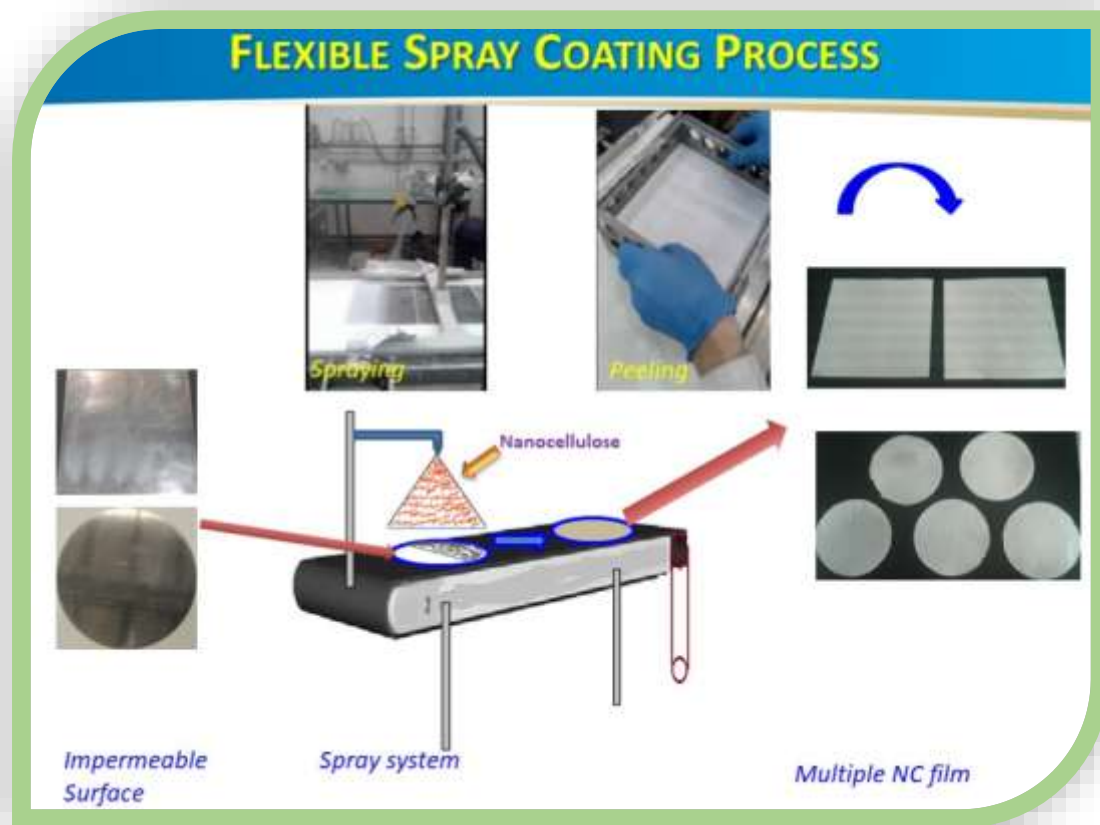 FLEXIBLE SPRAY COATING PROCESS
Spraying
Peeling
Nanocellulose
Impermeable
Surface
Spray system
Multiple NC film